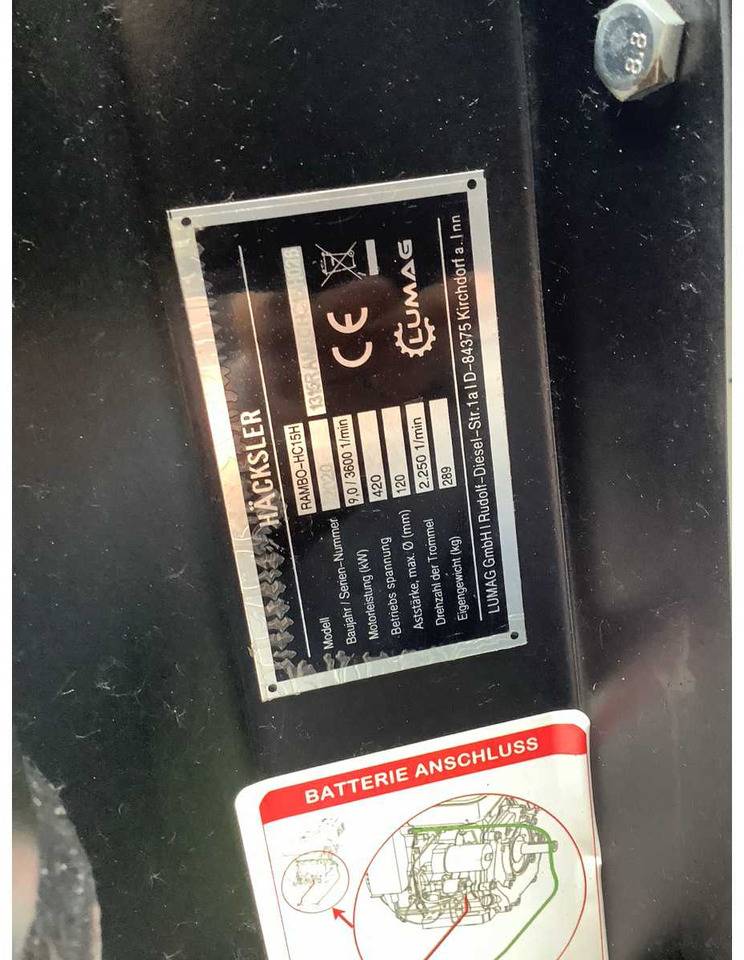 HÄCKSLER
Modell RAMBO-HC15H
Baujahr / Serien-Nummer 2020
Motorleistung (kW) 9,0 / 3600 1/min
Betriebs spannung 420
Aststärke, max. Ø (mm) 120
Drehzahl der Trommel 2.250 1/min
Eigengewicht (kg) 289
CE
LUMAG
LUMAG GmbH I Rudolf-Diesel-Str.1a I D-84375 Kirchdorf a.Inn
BATTERIE ANSCHLUSS
8.8